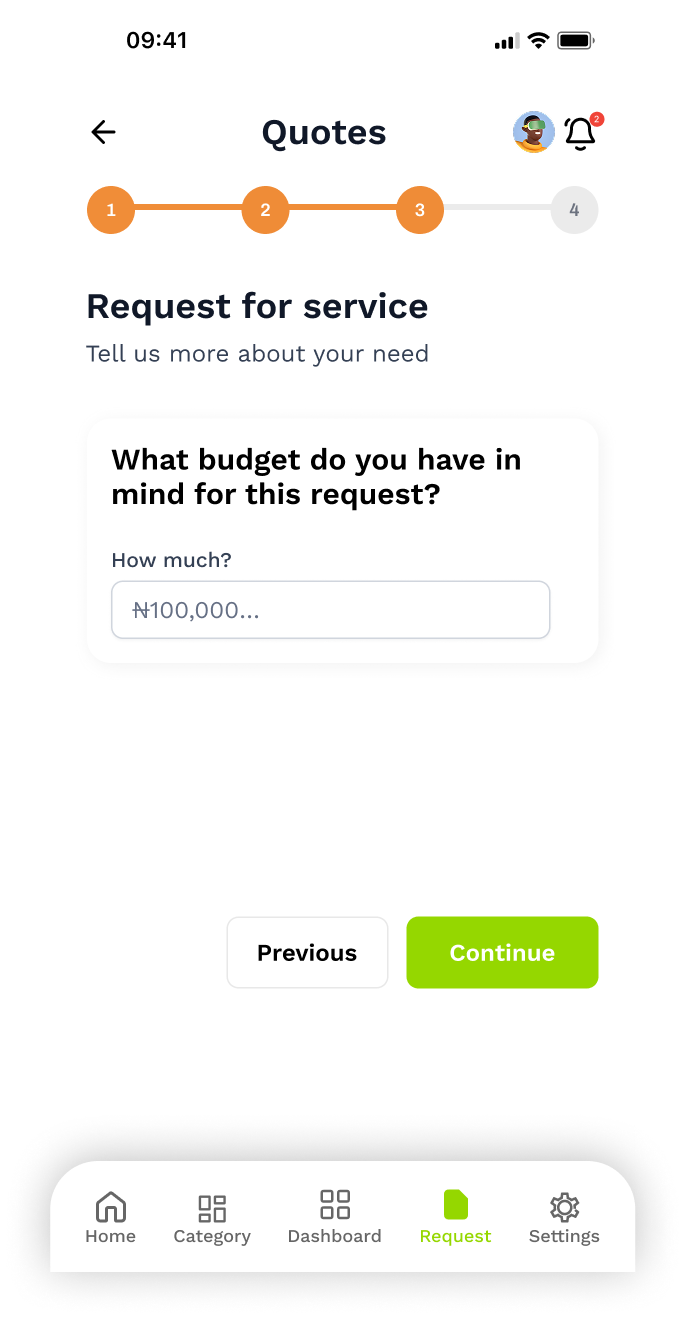 09:41
Quotes
2
1
2
3
4
Request for service
Tell us more about your need
What budget do you have in
mind for this request?
How much?
₦100,000...
Previous
Continue
Home
Category
Dashboard
Request
Settings